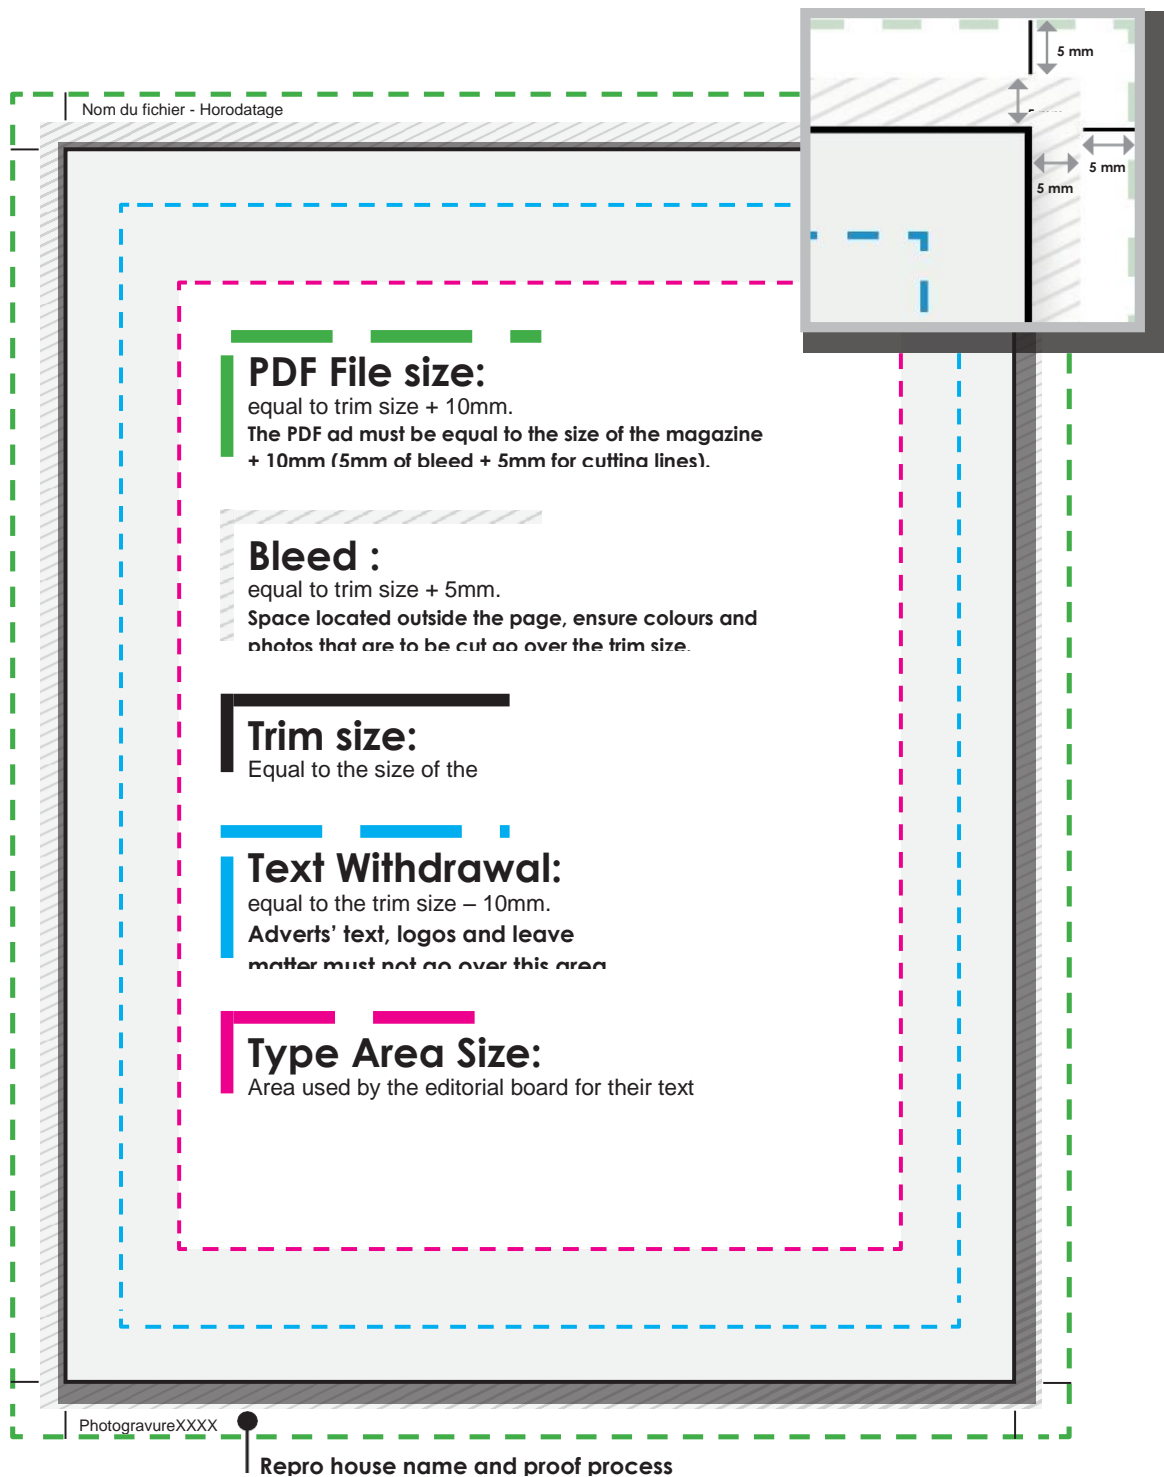 5 mm
Nom du fichier - Horodatage
5 mm
5 mm
PDF File size:
equal to trim size + 10mm.
The PDF ad must be equal to the size of the magazine
+ 10mm (5mm of bleed + 5mm for cutting lines).
Bleed :
equal to trim size + 5mm.
Space located outside the page, ensure colours and
photos that are to be cut go over the trim size.
Trim size:
Equal to the size of the
Text Withdrawal:
equal to the trim size – 10mm.
Adverts’ text, logos and leave
matter must not go over this area
Type Area Size:
Area used by the editorial board for their text
PhotogravureXXXX
Repro house name and proof process